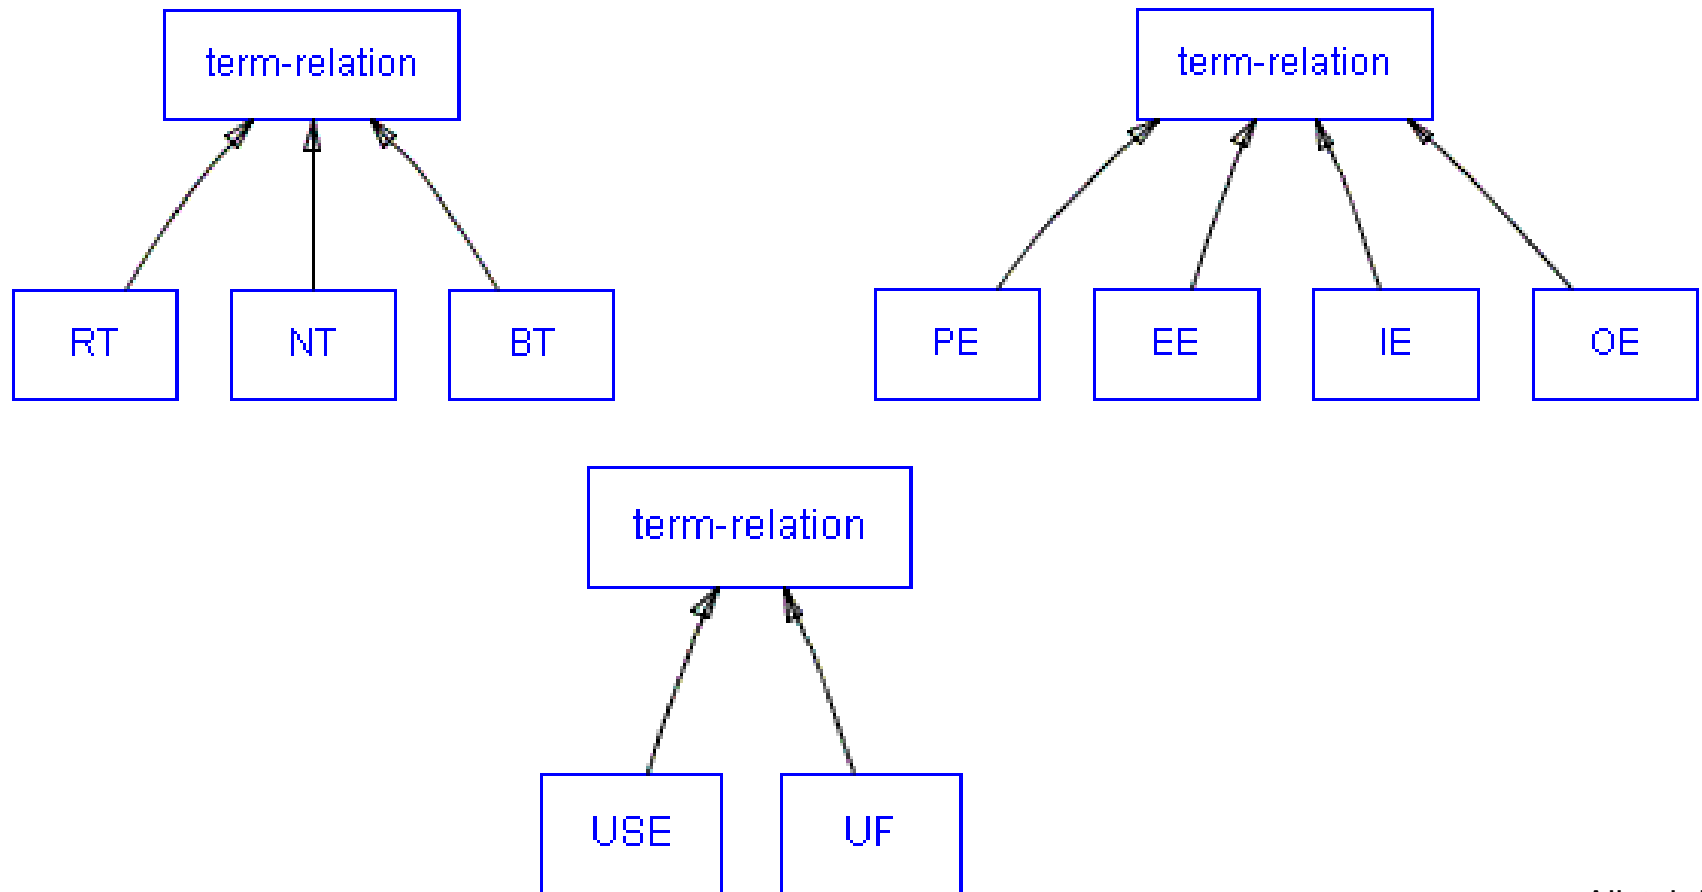 term-relation
term-relation
RT NT BT
PE EE IE OE
term-relation
USE UF